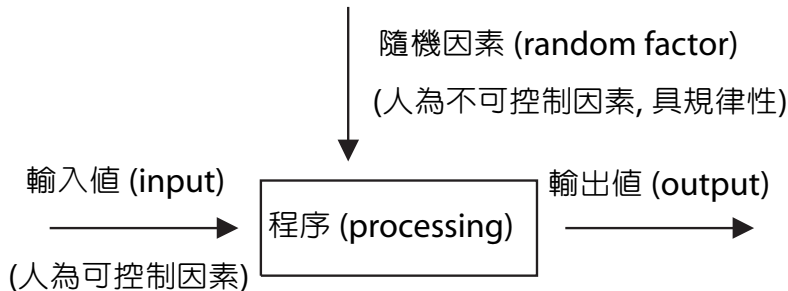 隨機因素 (random factor)
(人為不可控制因素, 具規律性)
輸入值 (input)
輸出值 (output)
程序 (processing)
(人為可控制因素)